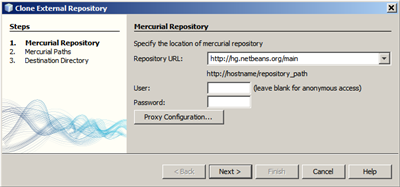 Clone External Repository
Steps
1. Mercurial Repository
2. Mercurial Paths
3. Destination Directory
Mercurial Repository
Specify the location of mercurial repository
Repository URL: http://hg.netbeans.org/main
http://hostname/repository_path
User: (leave blank for anonymous access)
Password:
Proxy Configuration...
< Back Next > Finish Cancel Help